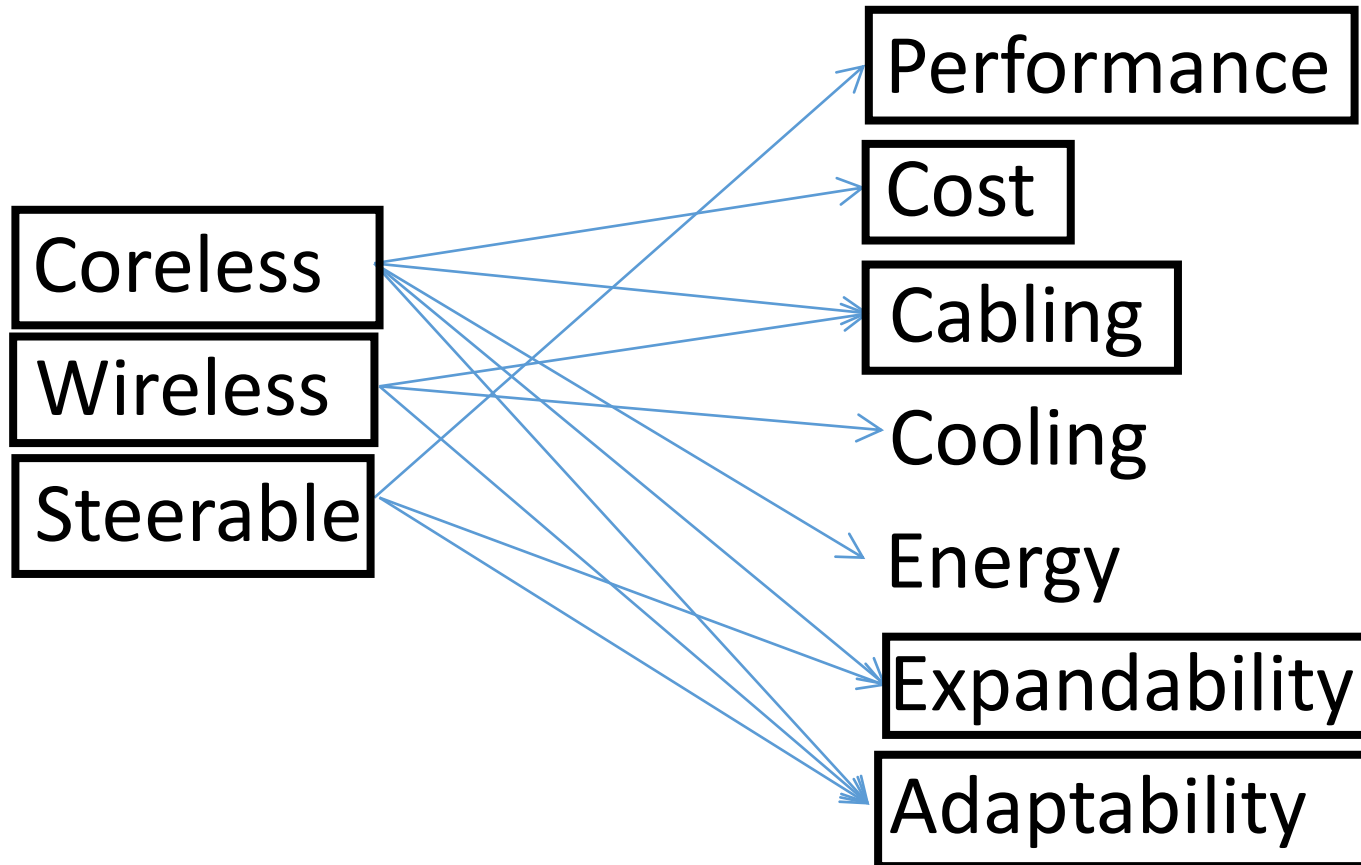 Coreless
Wireless
Steerable
Performance
Cost
Cabling
Cooling
Energy
Expandability
Adaptability